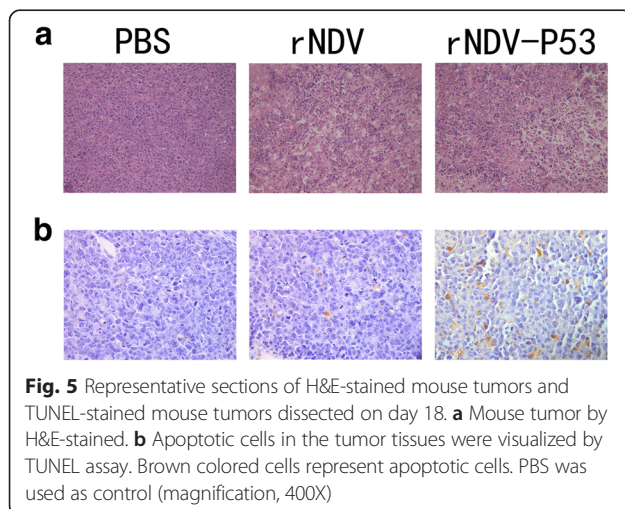 a
PBS rNDV rNDV-P53
b
Fig. 5 Representative sections of H&E-stained mouse tumors and
TUNEL-stained mouse tumors dissected on day 18. a Mouse tumor by
H&E-stained. b Apoptotic cells in the tumor tissues were visualized by
TUNEL assay. Brown colored cells represent apoptotic cells. PBS was
used as control (magnification, 400X)